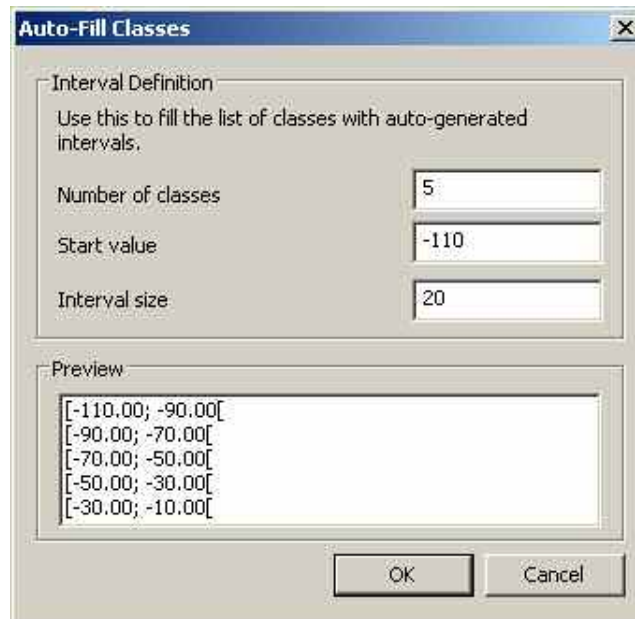 Auto-Fill Classes
Interval Definition
Use this to fill the list of classes with auto-generated
intervals.
Number of classes
5
Start value
-110
Interval size
20
Preview
[-110.00; -90.00[
[-90.00; -70.00[
[-70.00; -50.00[
[-50.00; -30.00[
[-30.00; -10.00[
OK
Cancel